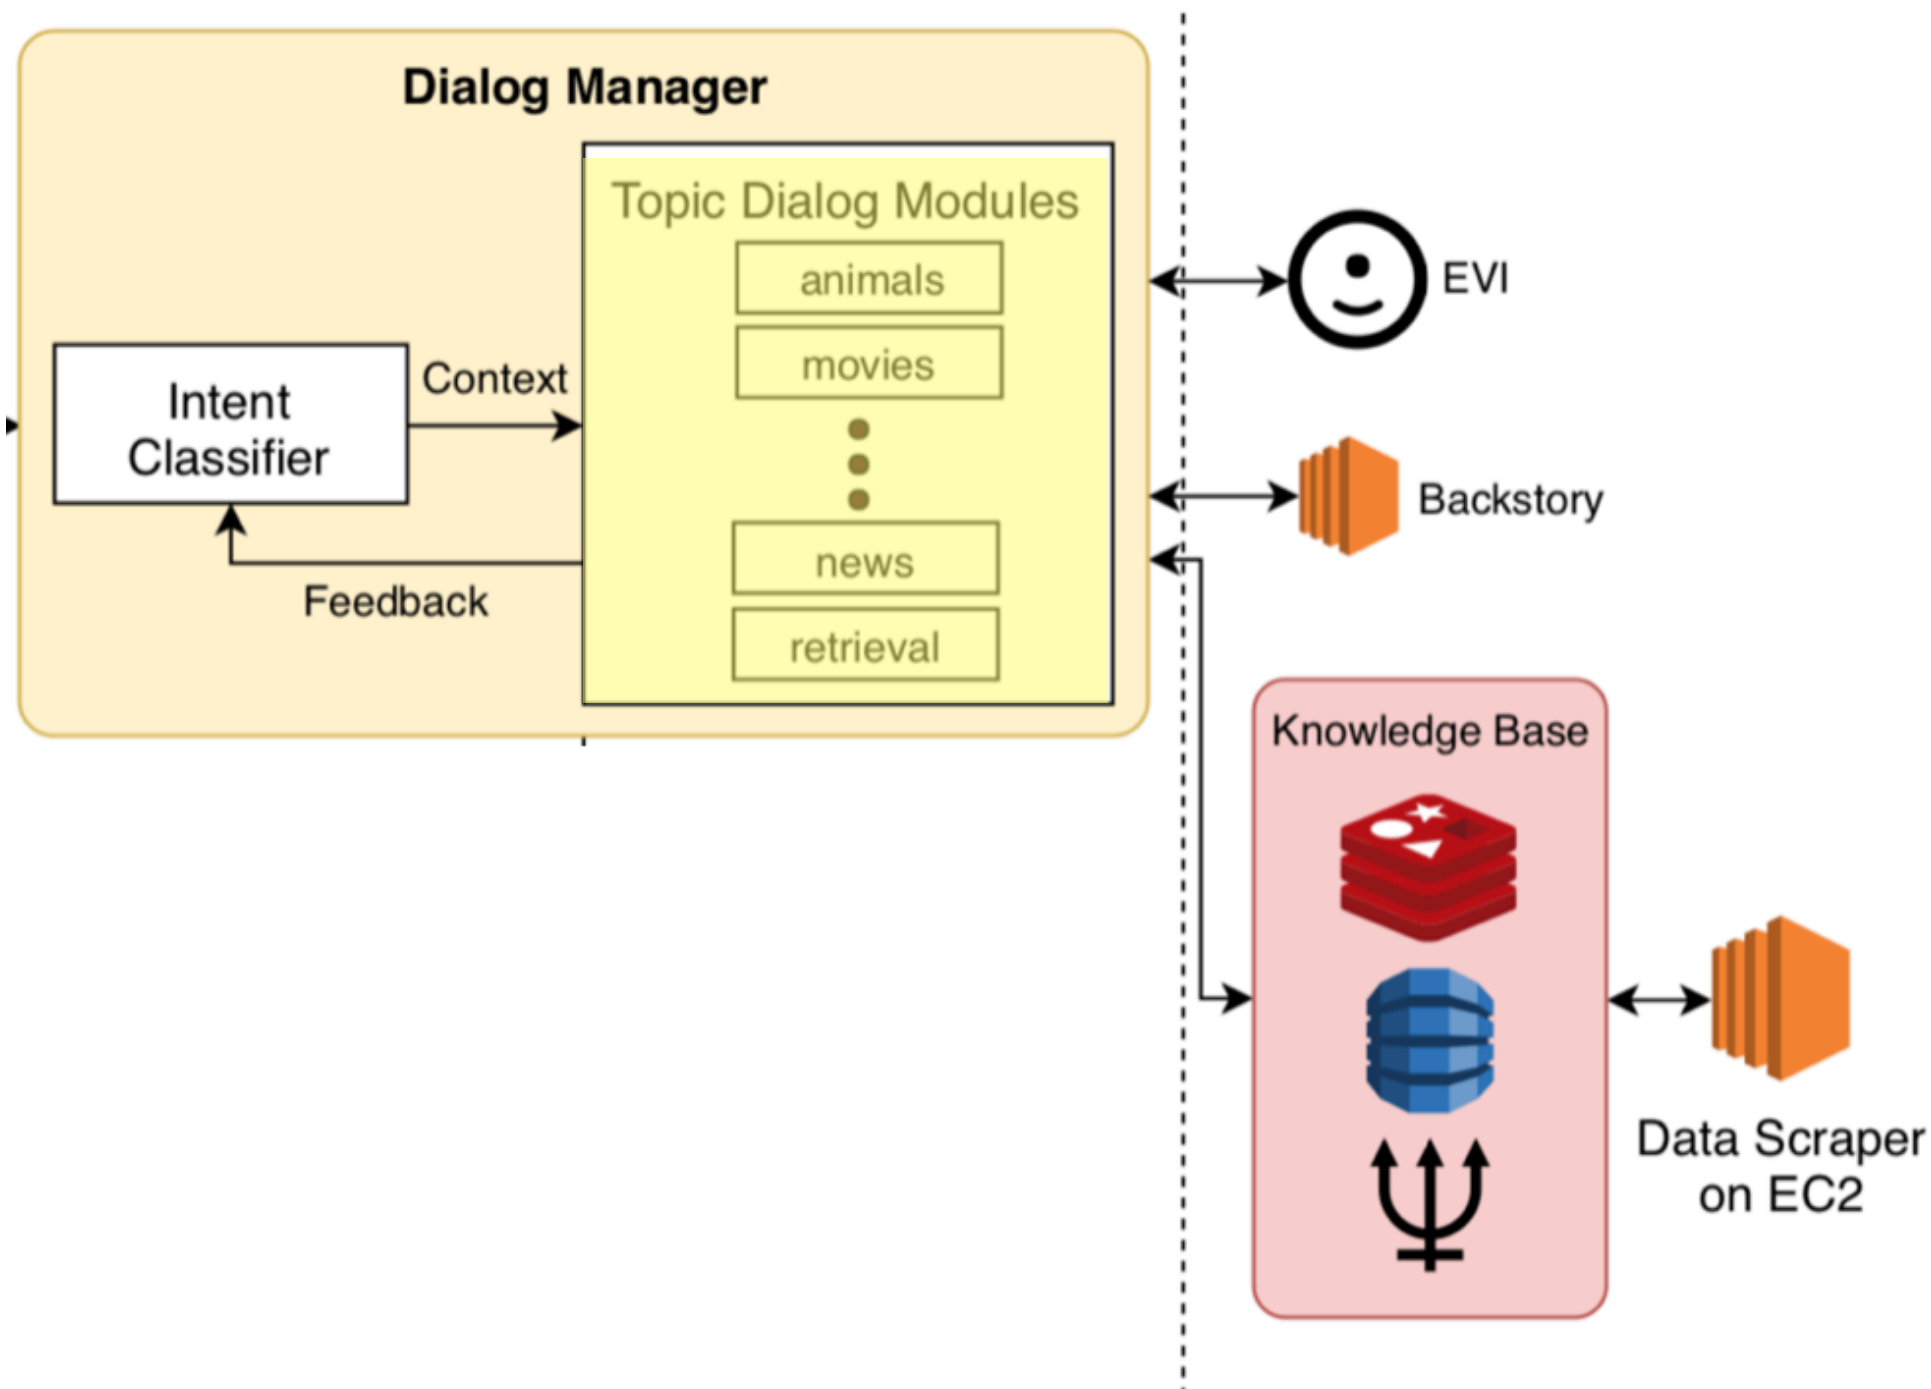 Dialog Manager
Topic Dialog Modules
animals
movies
news
retrieval
Intent
Classifier
Context
Feedback
EVI
Backstory
Knowledge Base
Data Scraper
on EC2